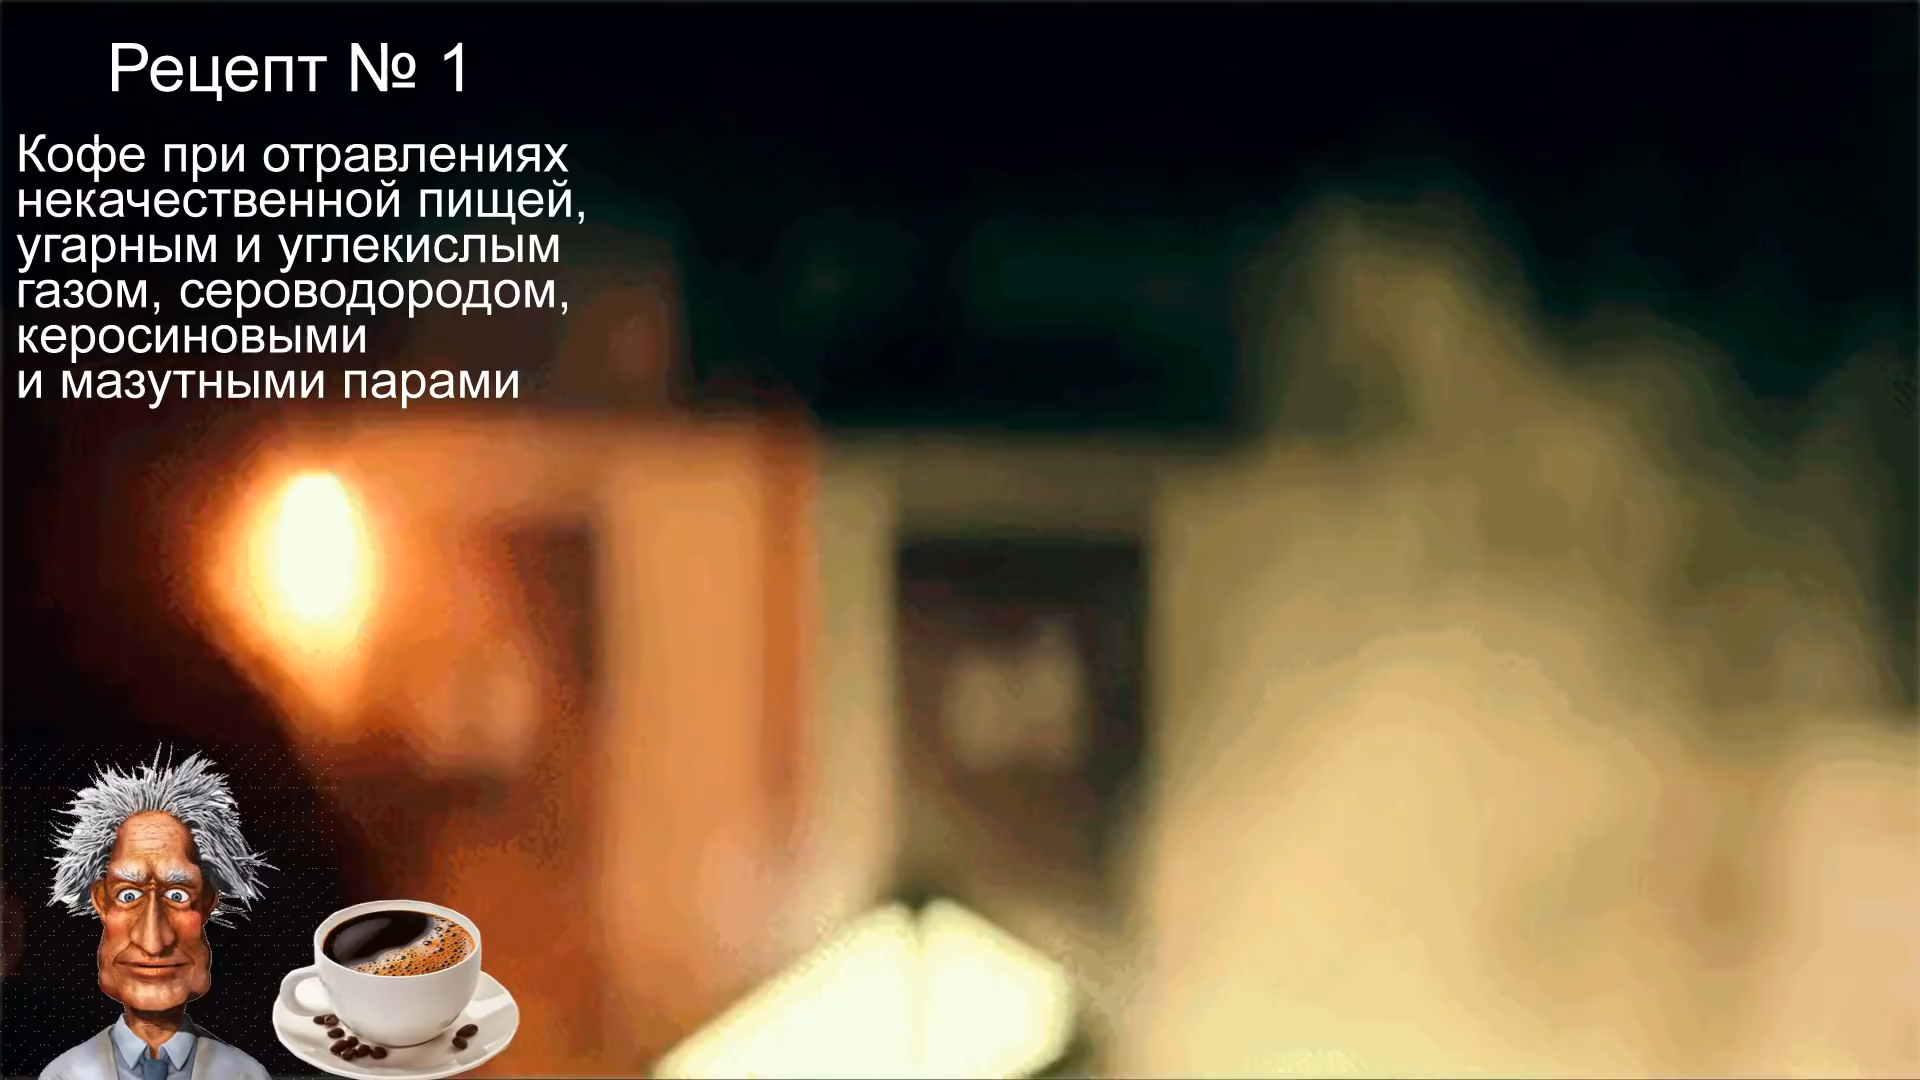 Рецепт № 1
Кофе при отравлениях
некачественной пищей,
угарным и углекислым
газом, сероводородом,
керосиновыми
и мазутными парами